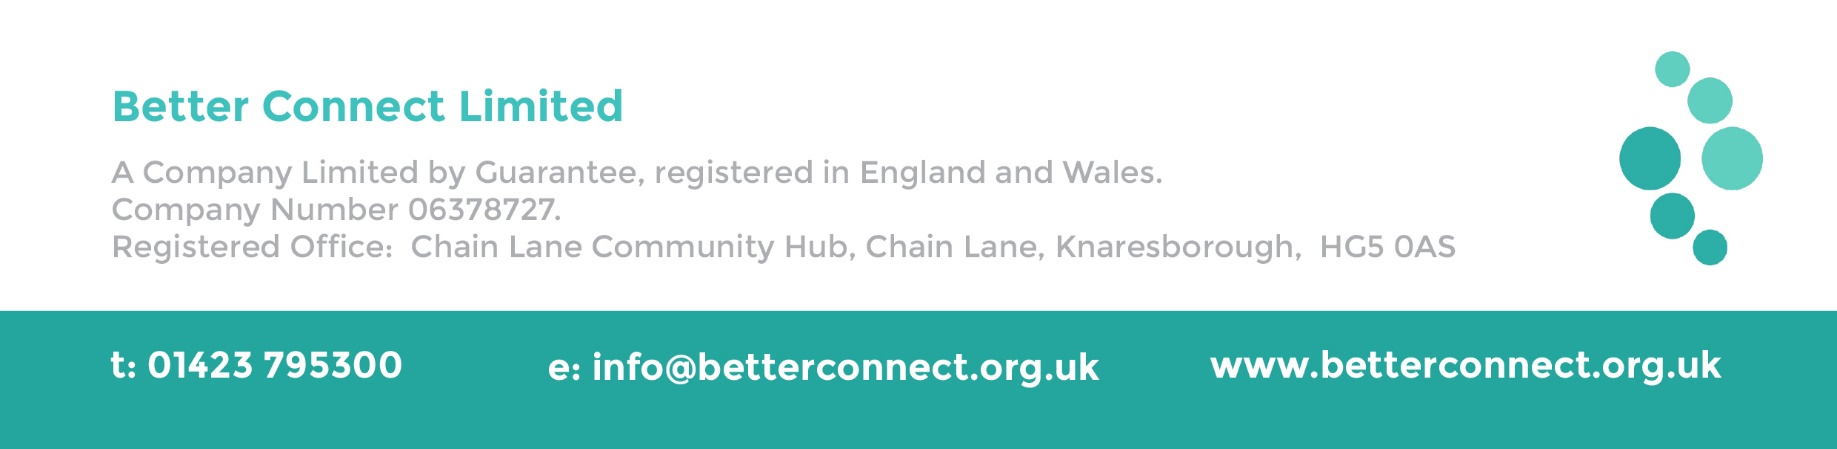 Better Connect Limited
A Company Limited by Guarantee, registered in England and Wales.
Company Number 06378727.
Registered Office:  Chain Lane Community Hub, Chain Lane, Knaresborough,  HG5 0AS
t: 01423 795300
e: info@betterconnect.org.uk
www.betterconnect.org.uk